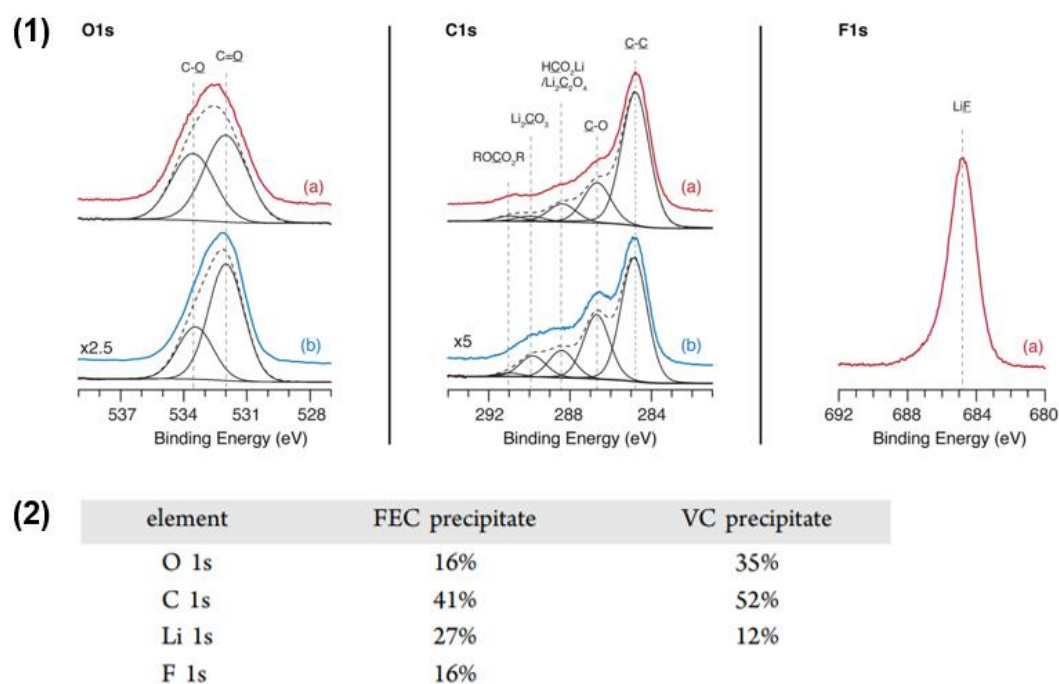 (1)
O1s
C1s
F1s
C-O
C=O
C-C
HCO2Li
/Li2C2O4
Li2CO3
C-O
ROCO2R
LiF
(a)
(a)
(a)
x2.5
(b)
x5
(b)
537 534 531 528
292 288 284
692 688 684 680
Binding Energy (eV)
Binding Energy (eV)
Binding Energy (eV)
(2)
element FEC precipitate VC precipitate
O 1s 16% 35%
C 1s 41% 52%
Li 1s 27% 12%
F 1s 16%